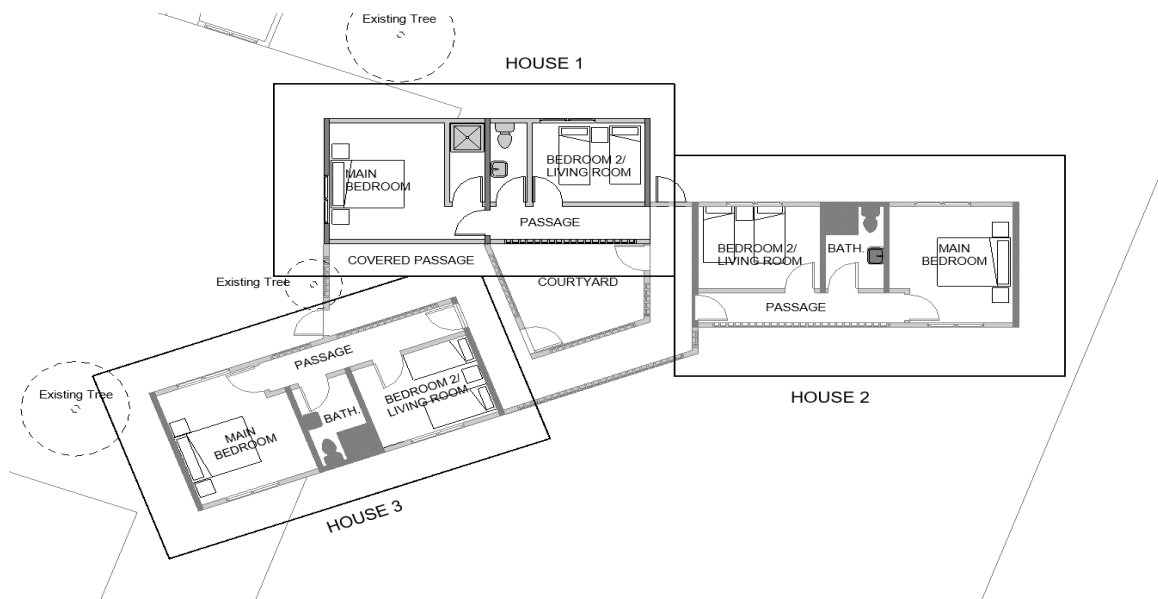 Existing Tree
HOUSE 1
MAIN
BEDROOM
BEDROOM 2/
LIVING ROOM
PASSAGE
COVERED PASSAGE
COURTYARD
Existing Tree
BEDROOM 2/
LIVING ROOM
BATH.
MAIN
BEDROOM
PASSAGE
HOUSE 2
Existing Tree
PASSAGE
BEDROOM 2/
LIVING ROOM
BATH.
MAIN
BEDROOM
HOUSE 3